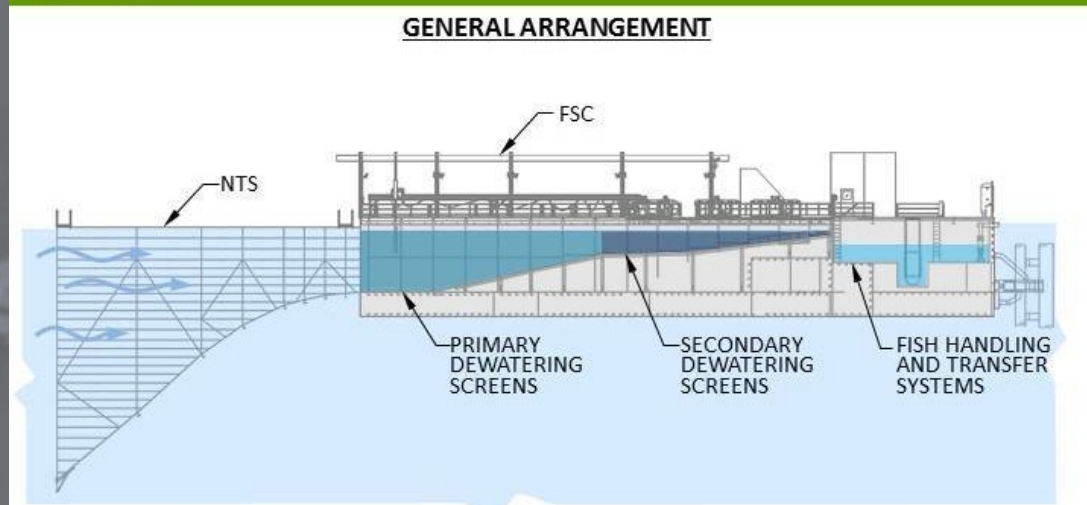 GENERAL ARRANGEMENT
FSC
NTS
PRIMARY
DEWATERING
SCREENS
SECONDARY
DEWATERING
SCREENS
FISH HANDLING
AND TRANSFER
SYSTEMS